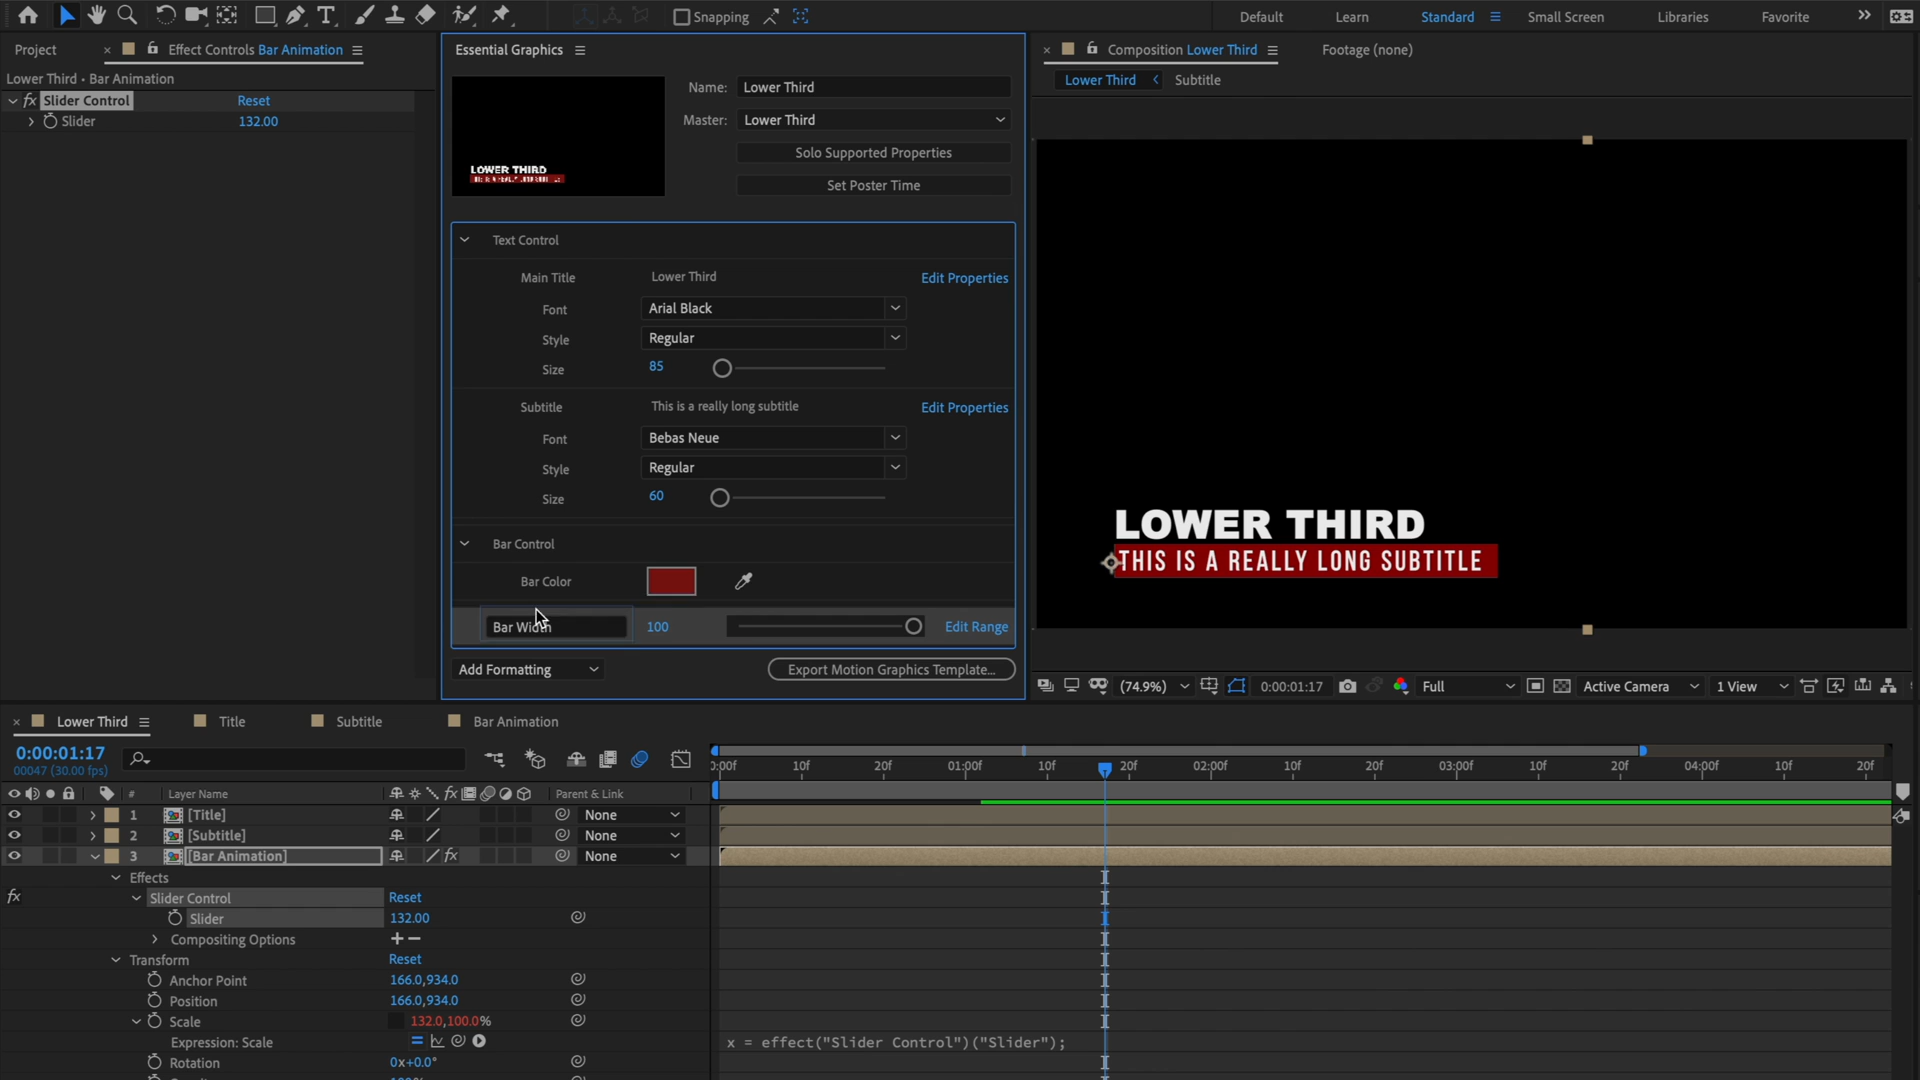 Snapping
Default
Learn
Standard
Small Screen
Libraries
Favorite
Project
Effect Controls Bar Animation
Lower Third • Bar Animation
fx Slider Control Reset
Slider 132.00
Essential Graphics
LOWER THIRD
Name: Lower Third
Master: Lower Third
Solo Supported Properties
Set Poster Time
Text Control
Main Title Lower Third Edit Properties
Font Arial Black
Style Regular
Size 85
Subtitle This is a really long subtitle Edit Properties
Font Bebas Neue
Style Regular
Size 60
Bar Control
Bar Color
Bar Width 100 Edit Range
Add Formatting Export Motion Graphics Template...
Composition Lower Third Footage (none)
Lower Third Subtitle
LOWER THIRD
THIS IS A REALLY LONG SUBTITLE
(74.9%) 0:00:01:17 Full Active Camera 1 View
Lower Third Title Subtitle Bar Animation
0:00:01:17
00047 (30.00 fps)
0:00f 10f 20f 01:00f 10f 20f 02:00f 10f 20f 03:00f 10f 20f 04:00f 10f 20f
# Layer Name fx Parent & Link
1 [Title] None
2 [Subtitle] None
3 [Bar Animation] fx None
Effects
fx Slider Control Reset
Slider 132.00
Compositing Options
Transform Reset
Anchor Point 166.0,934.0
Position 166.0,934.0
Scale 132.0,100.0%
Expression: Scale x = effect("Slider Control")("Slider");
Rotation 0x+0.0°